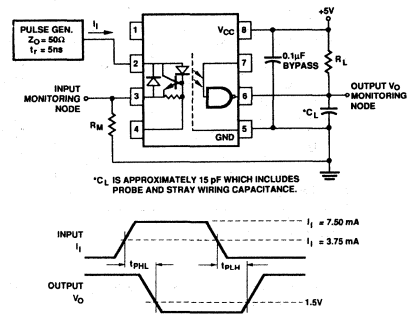 +5V
PULSE GEN.
Z_O = 50Ω
t_r = 5ns
I_I
1
2
3
4
V_CC
8
7
6
5
GND
0.1µF
BYPASS
R_L
OUTPUT V_O
MONITORING
NODE
INPUT
MONITORING
NODE
R_M
*C_L
*C_L IS APPROXIMATELY 15 pF WHICH INCLUDES
PROBE AND STRAY WIRING CAPACITANCE.
INPUT
I_I
I_I = 7.50 mA
I_I = 3.75 mA
t_PHL
t_PLH
OUTPUT
V_O
1.5V